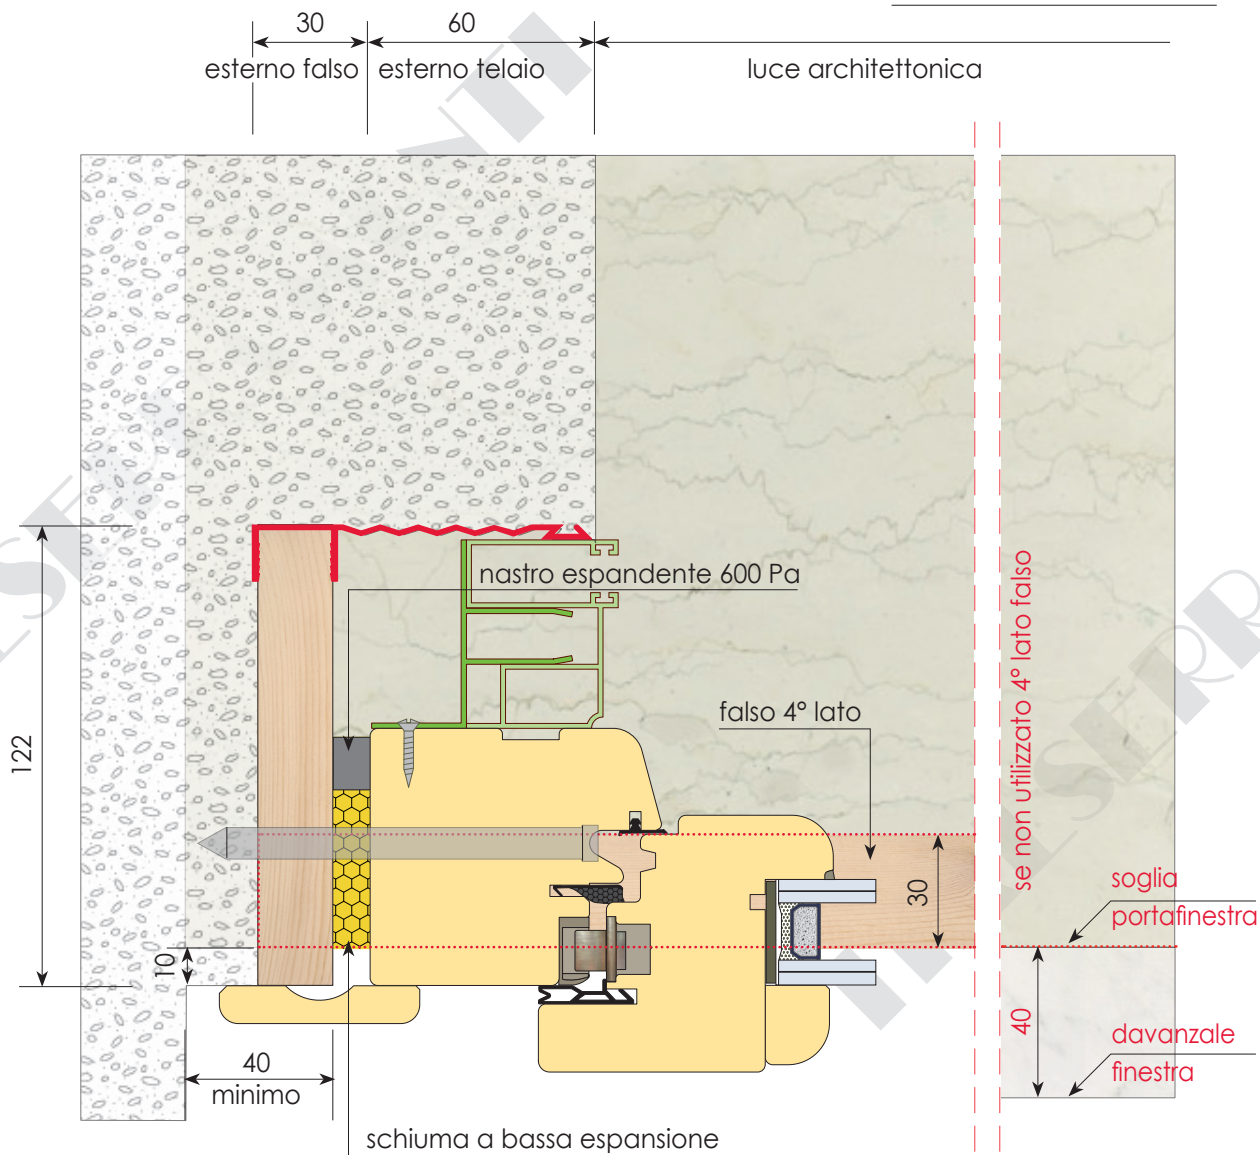 30 60
esterno falso esterno telaio luce architettonica
nastro espandente 600 Pa
se non utilizzato 4° lato falso
falso 4° lato
122
30
soglia
portafinestra
10
40
davanzale
finestra
40
minimo
schiuma a bassa espansione